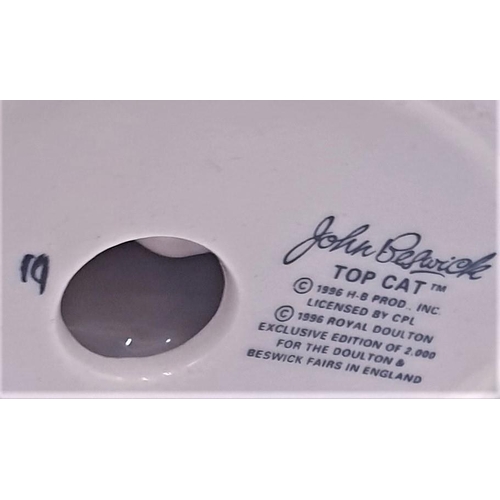 John Beswick
TOP CAT™
© 1996 H-B PROD., INC.
LICENSED BY CPL
© 1996 ROYAL DOULTON
EXCLUSIVE EDITION OF 2,000
FOR THE DOULTON &
BESWICK FAIRS IN ENGLAND